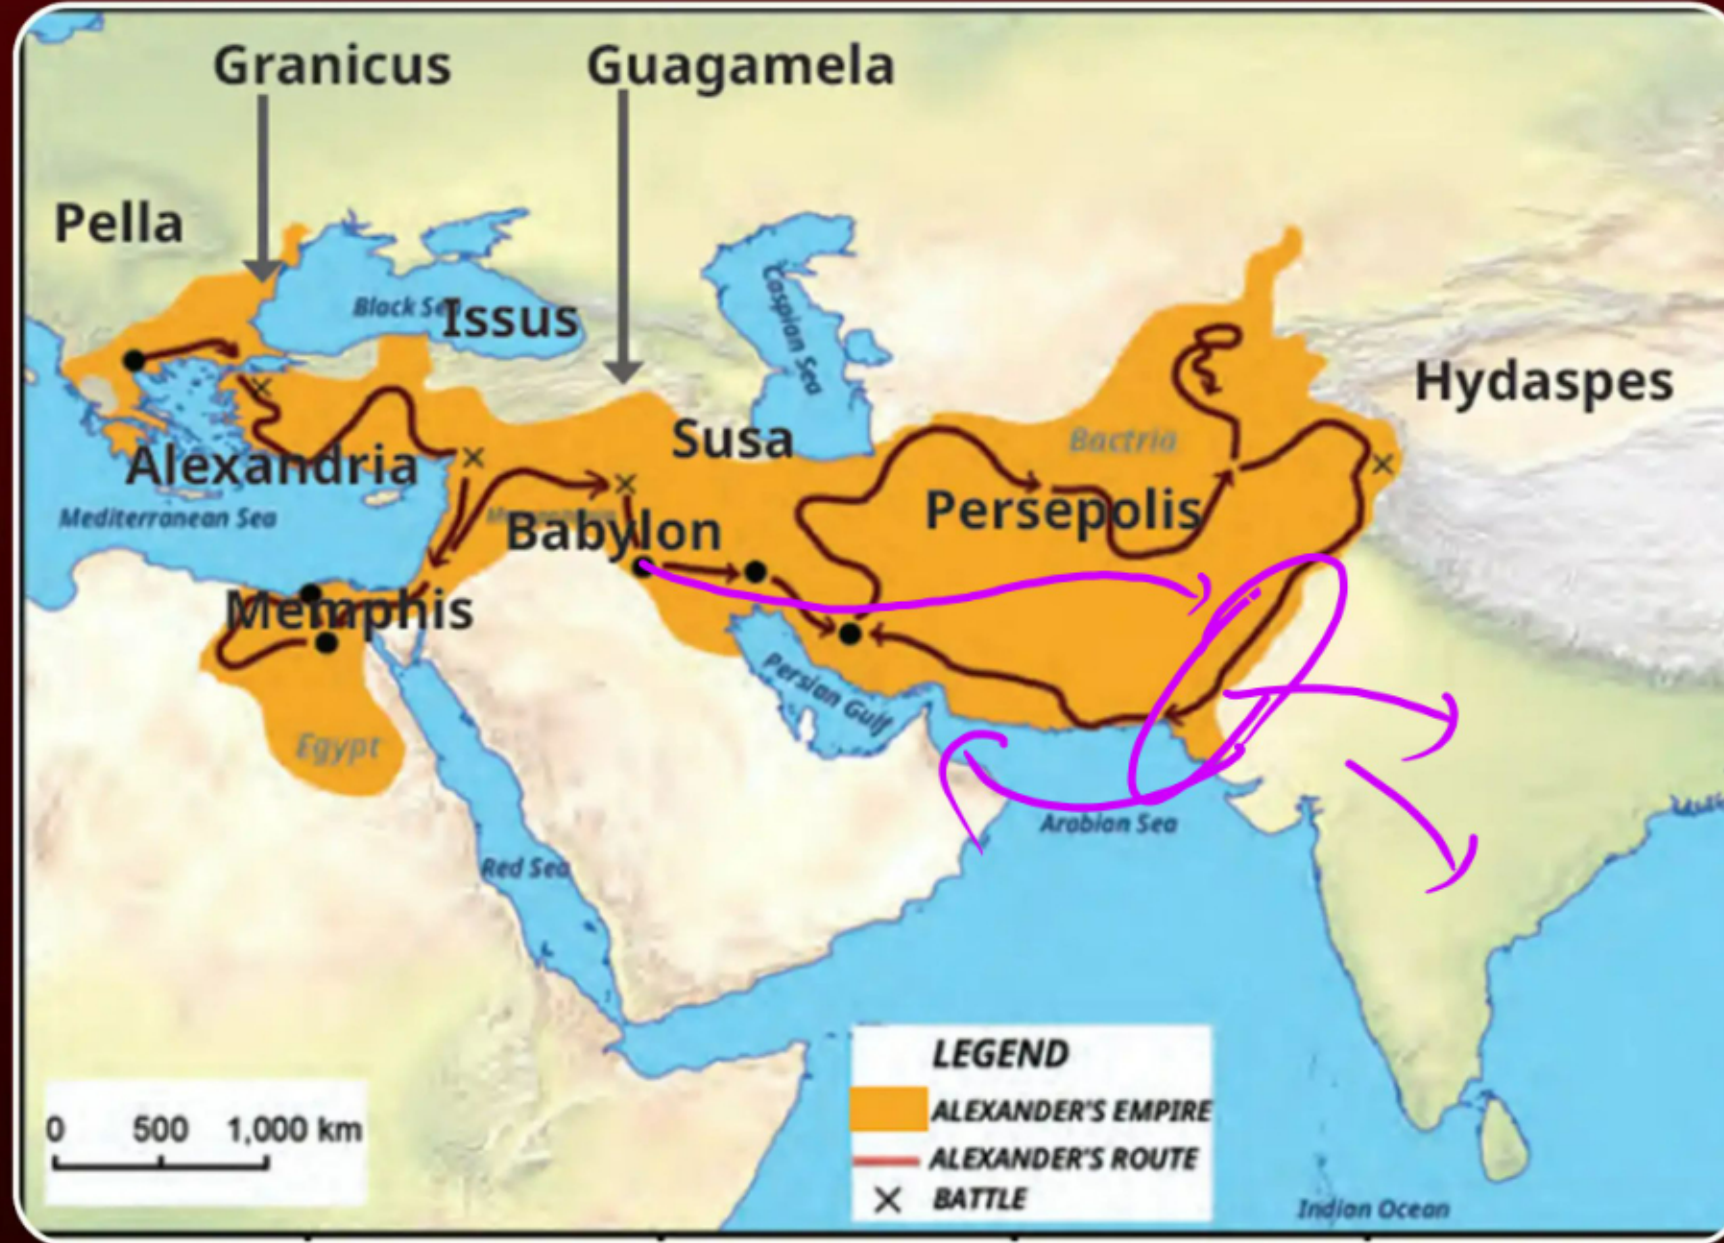 Granicus
Guagamela
Pella
Black Sea
Issus
Caspian Sea
Hydaspes
Susa
Bactria
Alexandria
Persepolis
Mediterranean Sea
Babylon
Memphis
Persian Gulf
Egypt
Arabian Sea
Red Sea
LEGEND
ALEXANDER'S EMPIRE
ALEXANDER'S ROUTE
BATTLE
0 500 1,000 km
Indian Ocean